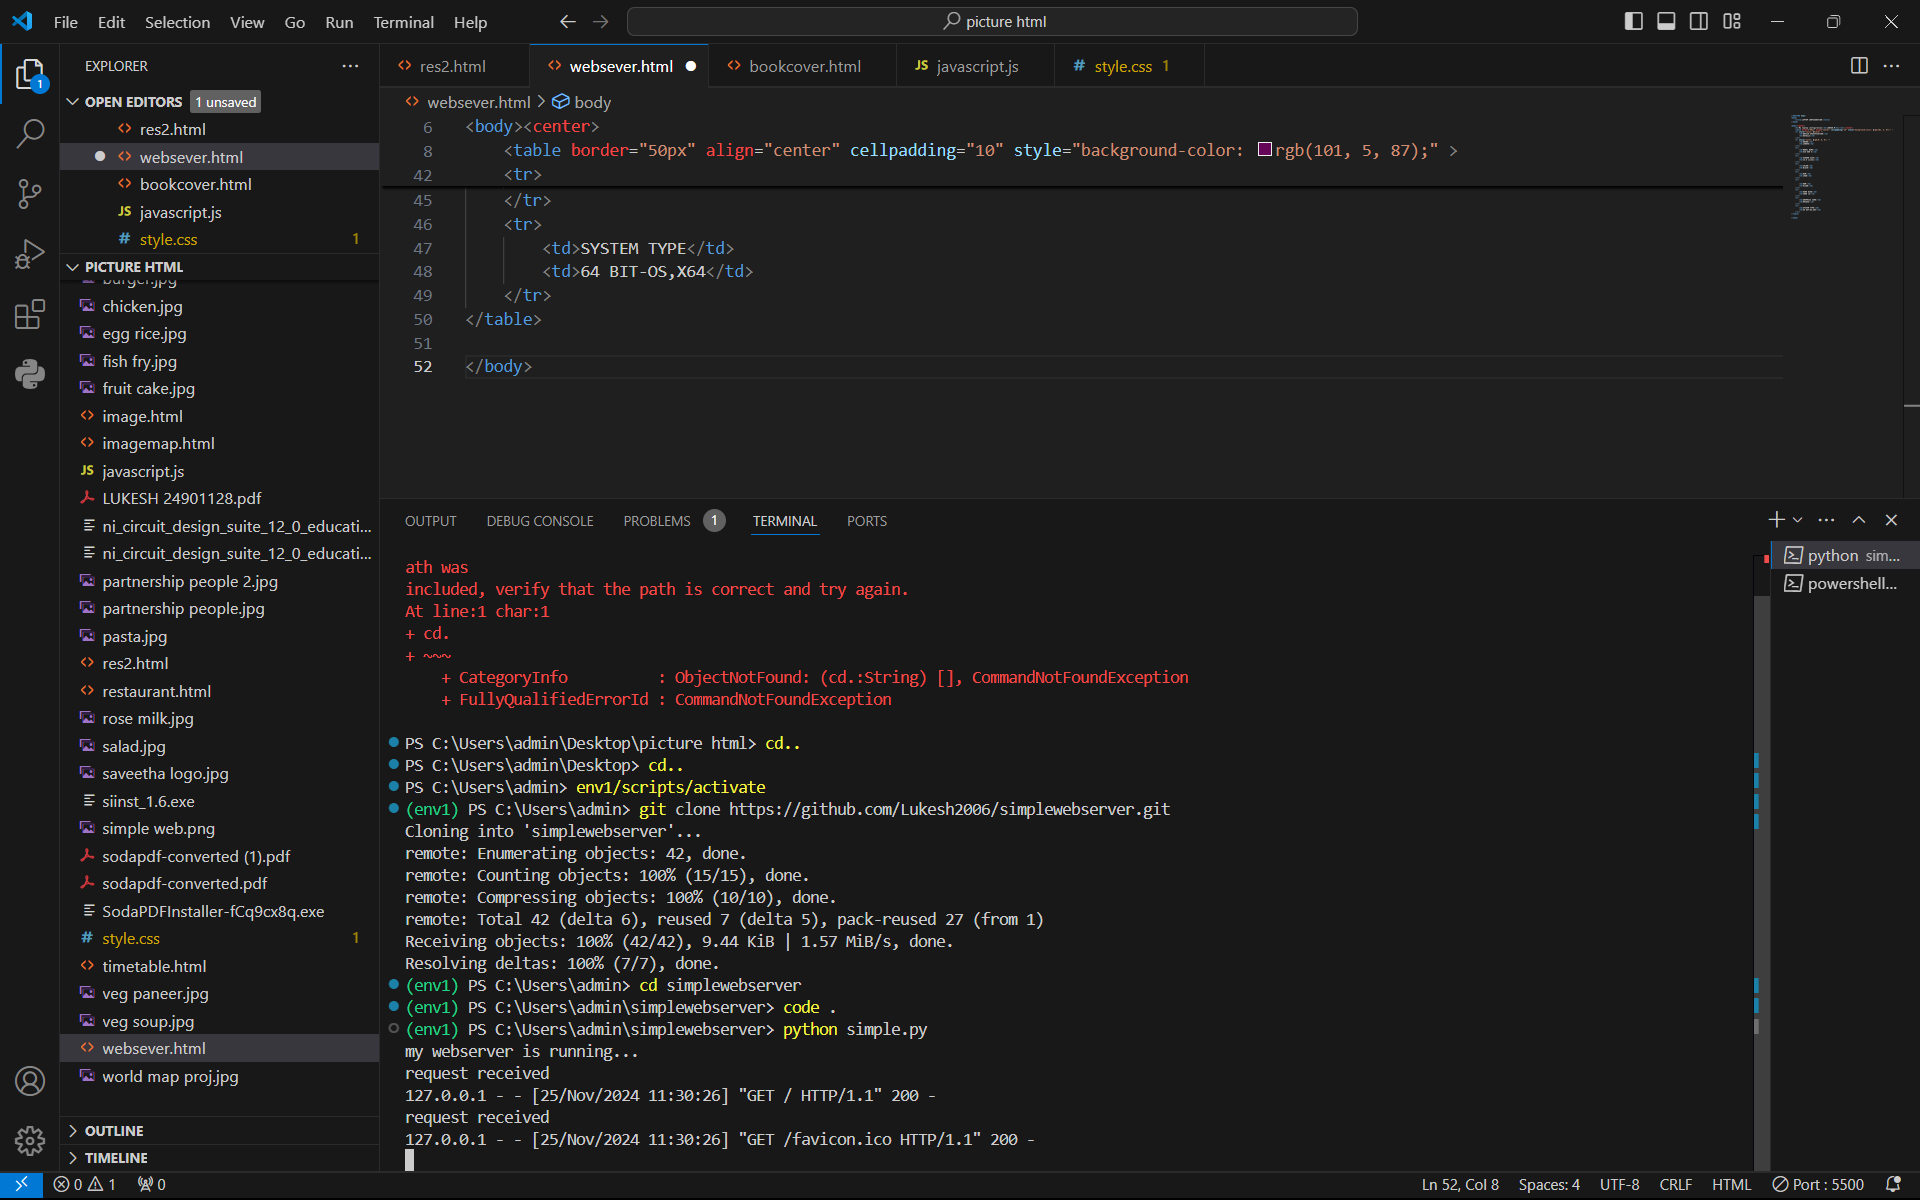 File Edit Selection View Go Run Terminal Help
picture html
EXPLORER
OPEN EDITORS 1 unsaved
res2.html
websever.html
bookcover.html
JS javascript.js
# style.css 1
PICTURE HTML
burger.jpg
chicken.jpg
egg rice.jpg
fish fry.jpg
fruit cake.jpg
image.html
imagemap.html
JS javascript.js
LUKESH 24901128.pdf
ni_circuit_design_suite_12_0_educati...
ni_circuit_design_suite_12_0_educati...
partnership people 2.jpg
partnership people.jpg
pasta.jpg
res2.html
restaurant.html
rose milk.jpg
salad.jpg
saveetha logo.jpg
siinst_1.6.exe
simple web.png
sodapdf-converted (1).pdf
sodapdf-converted.pdf
SodaPDFInstaller-fCq9cx8q.exe
# style.css 1
timetable.html
veg paneer.jpg
veg soup.jpg
websever.html
world map proj.jpg
OUTLINE
TIMELINE
res2.html websever.html bookcover.html JS javascript.js # style.css 1
websever.html > body
6 <body><center>
8 <table border="50px" align="center" cellpadding="10" style="background-color: rgb(101, 5, 87);" >
42 <tr>
45 </tr>
46 <tr>
47 <td>SYSTEM TYPE</td>
48 <td>64 BIT-OS,X64</td>
49 </tr>
50 </table>
51
52 </body>
OUTPUT DEBUG CONSOLE PROBLEMS 1 TERMINAL PORTS
python sim...
powershell...
ath was
included, verify that the path is correct and try again.
At line:1 char:1
+ cd.
+ ~~~
+ CategoryInfo : ObjectNotFound: (cd.:String) [], CommandNotFoundException
+ FullyQualifiedErrorId : CommandNotFoundException
PS C:\Users\admin\Desktop\picture html> cd..
PS C:\Users\admin\Desktop> cd..
PS C:\Users\admin> env1/scripts/activate
(env1) PS C:\Users\admin> git clone https://github.com/Lukesh2006/simplewebserver.git
Cloning into 'simplewebserver'...
remote: Enumerating objects: 42, done.
remote: Counting objects: 100% (15/15), done.
remote: Compressing objects: 100% (10/10), done.
remote: Total 42 (delta 6), reused 7 (delta 5), pack-reused 27 (from 1)
Receiving objects: 100% (42/42), 9.44 KiB | 1.57 MiB/s, done.
Resolving deltas: 100% (7/7), done.
(env1) PS C:\Users\admin> cd simplewebserver
(env1) PS C:\Users\admin\simplewebserver> code .
(env1) PS C:\Users\admin\simplewebserver> python simple.py
my webserver is running...
request received
127.0.0.1 - - [25/Nov/2024 11:30:26] "GET / HTTP/1.1" 200 -
request received
127.0.0.1 - - [25/Nov/2024 11:30:26] "GET /favicon.ico HTTP/1.1" 200 -
0 1 0 Ln 52, Col 8 Spaces: 4 UTF-8 CRLF HTML Port : 5500